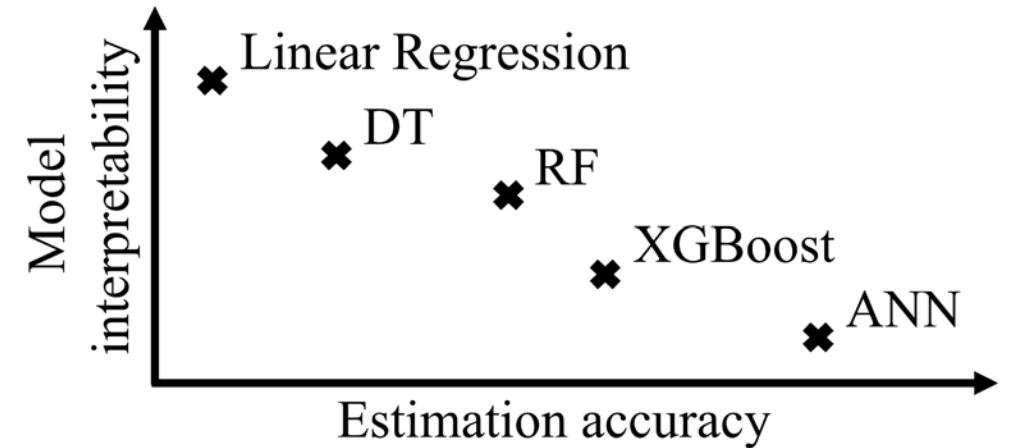 Linear Regression
DT
RF
XGBoost
ANN
Model
interpretability
Estimation accuracy